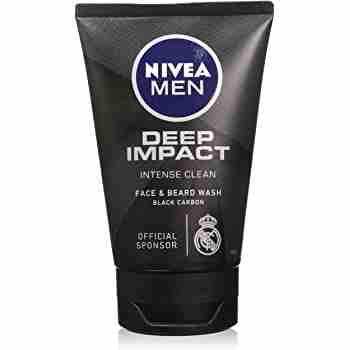 NIVEA
MEN
DEEP
IMPACT
INTENSE CLEAN
FACE & BEARD WASH
BLACK CARBON
OFFICIAL
SPONSOR